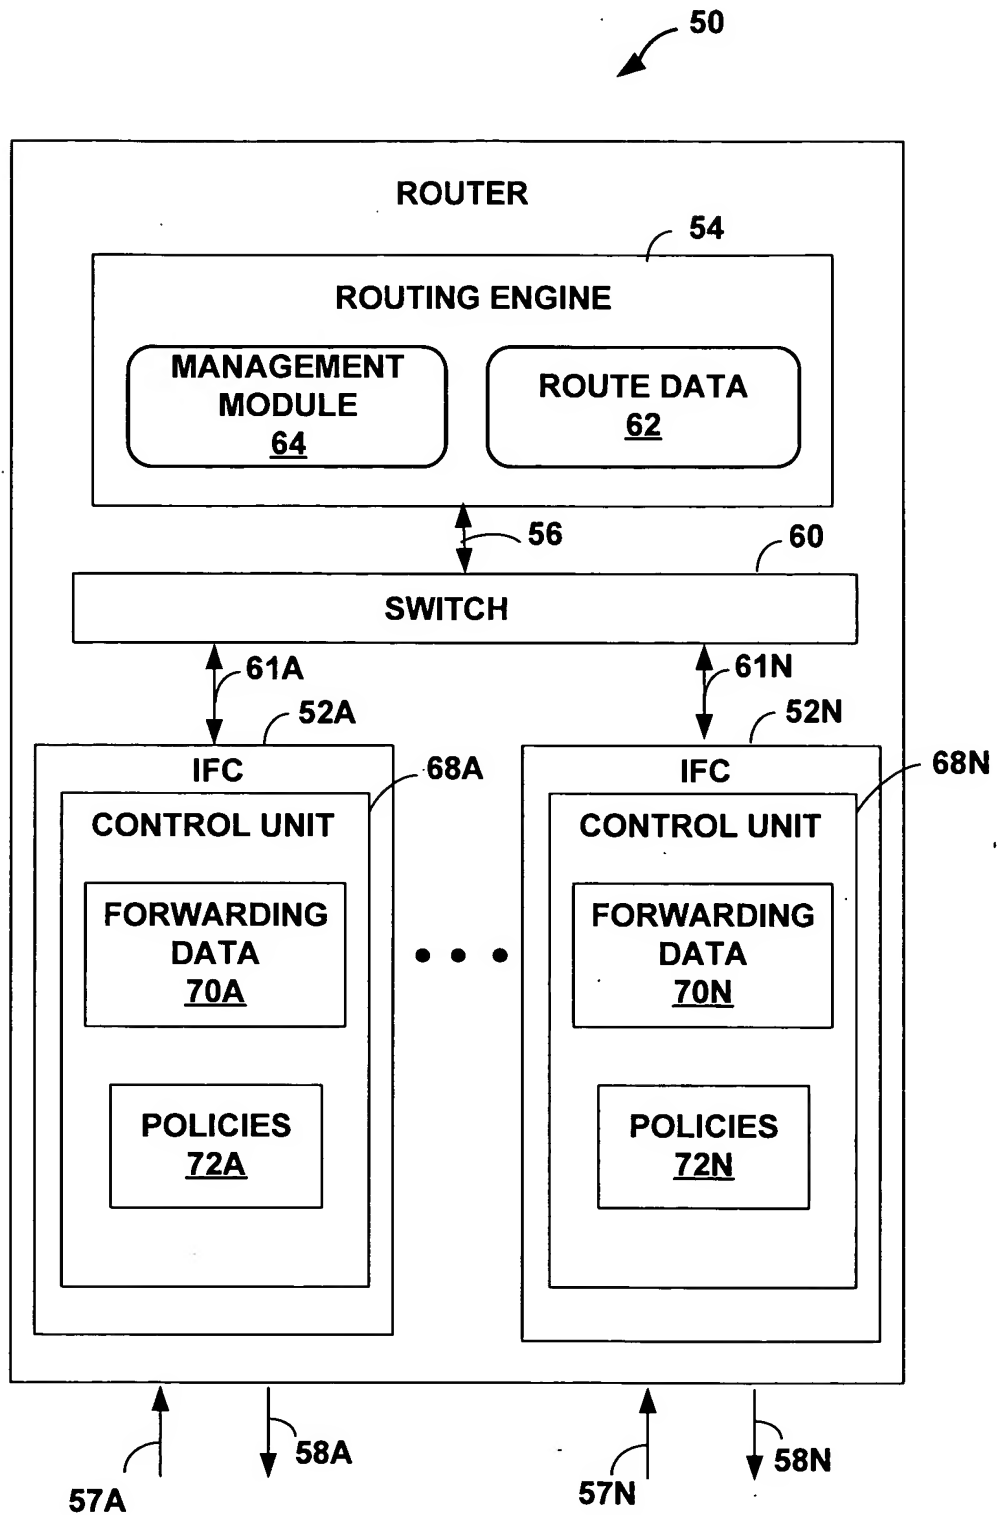 50
ROUTER
54
ROUTING ENGINE
MANAGEMENT
MODULE
64
ROUTE DATA
62
56
60
SWITCH
61A
61N
52A
52N
IFC
68A
CONTROL UNIT
FORWARDING
DATA
70A
POLICIES
72A
IFC
68N
CONTROL UNIT
FORWARDING
DATA
70N
POLICIES
72N
57A
58A
57N
58N